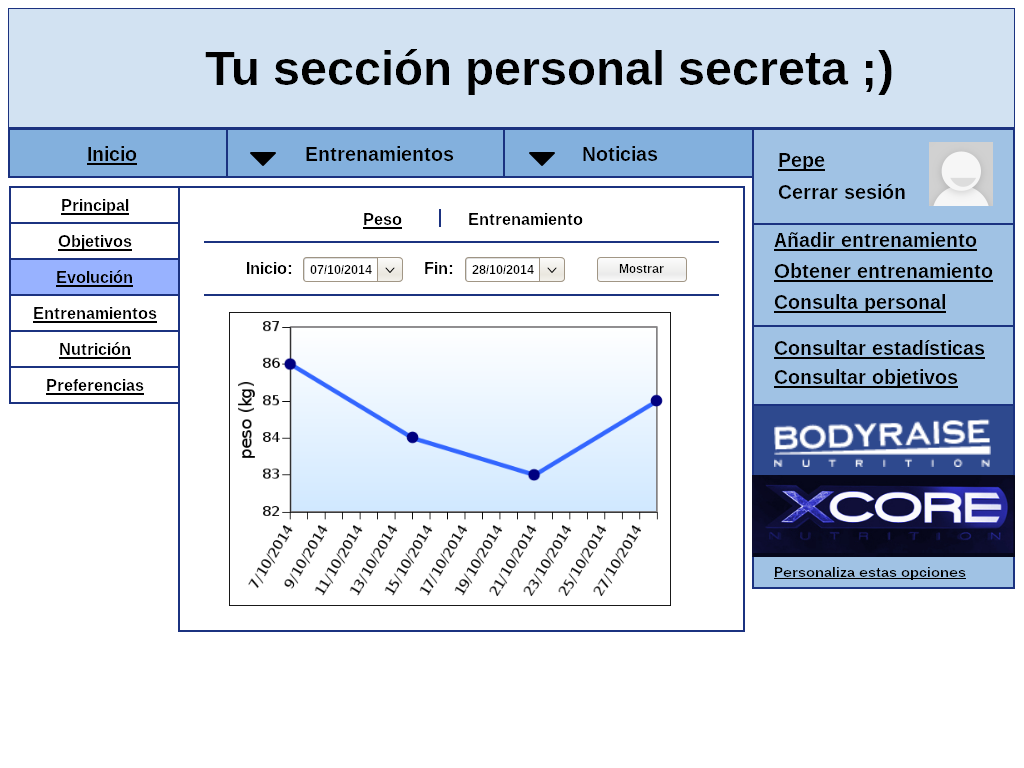 Tu sección personal secreta ;)
Inicio
Entrenamientos
Noticias
Pepe
Cerrar sesión
Principal
Objetivos
Evolución
Entrenamientos
Nutrición
Preferencias
Peso
Entrenamiento
Inicio: 07/10/2014 Fin: 28/10/2014 Mostrar
peso (kg)
87
86
85
84
83
82
7/10/2014
9/10/2014
11/10/2014
13/10/2014
15/10/2014
17/10/2014
19/10/2014
21/10/2014
23/10/2014
25/10/2014
27/10/2014
Añadir entrenamiento
Obtener entrenamiento
Consulta personal
Consultar estadísticas
Consultar objetivos
BODYRAISE
NUTRITION
XCORE
NUTRITION
Personaliza estas opciones